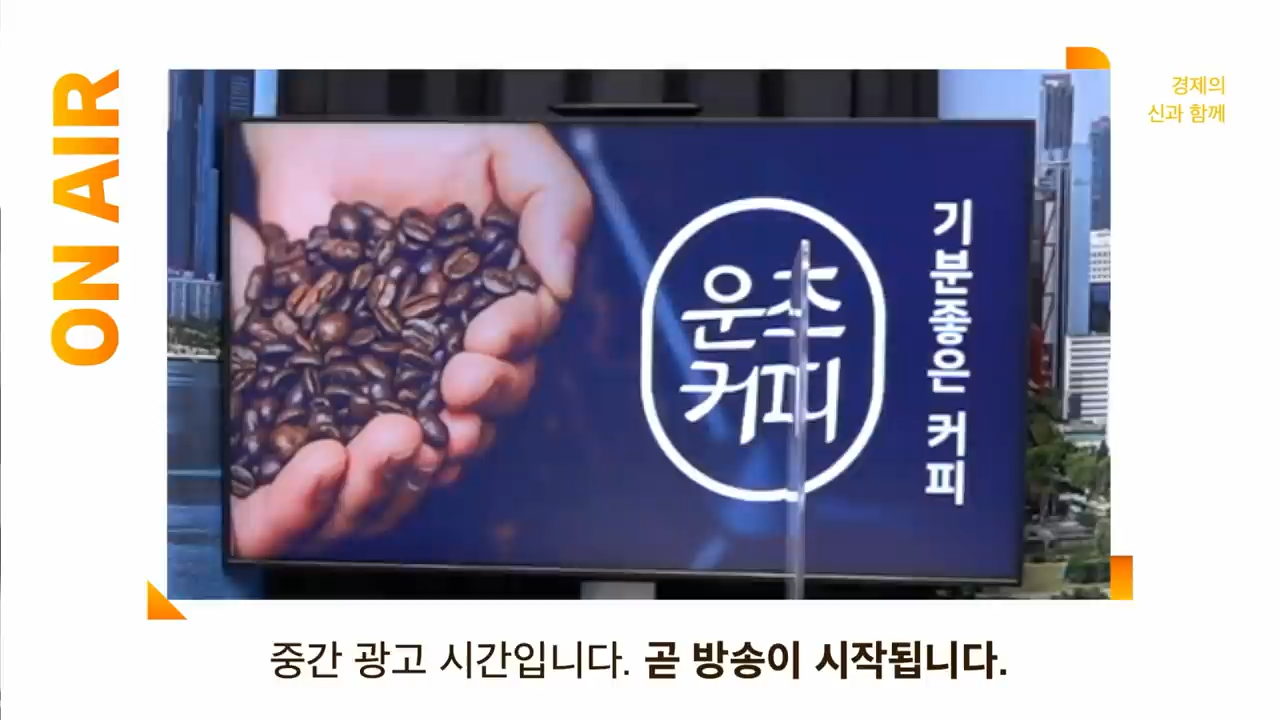 ON AIR
경제의
신과 함께
운즈
커피
기분좋은 커피
중간 광고 시간입니다. 곧 방송이 시작됩니다.